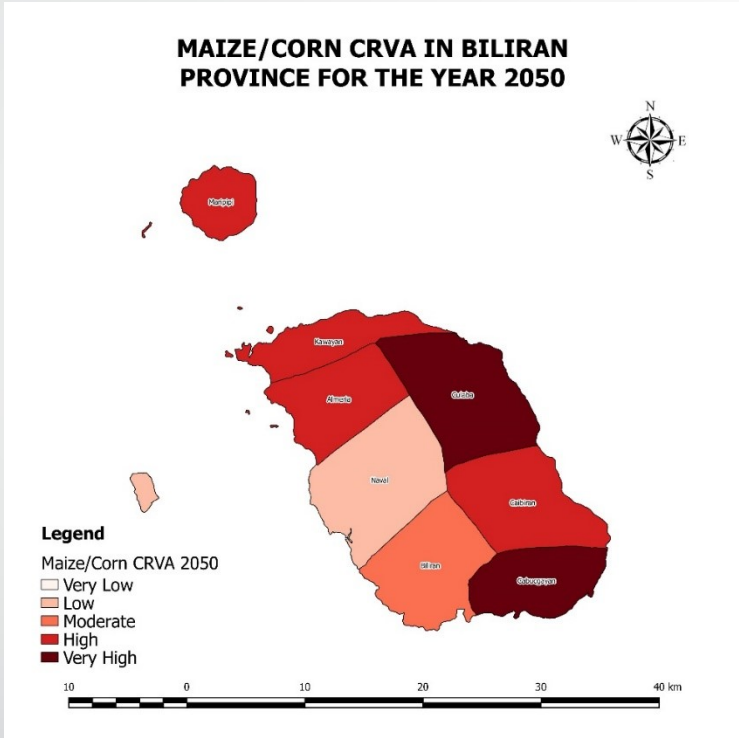 MAIZE/CORN CRVA IN BILIRAN
PROVINCE FOR THE YEAR 2050
N
W E
S
Maripipi
Kawayan
Culaba
Almeria
Naval
Caibiran
Biliran
Cabucgayan
Legend
Maize/Corn CRVA 2050
Very Low
Low
Moderate
High
Very High
10 0 10 20 30 40 km